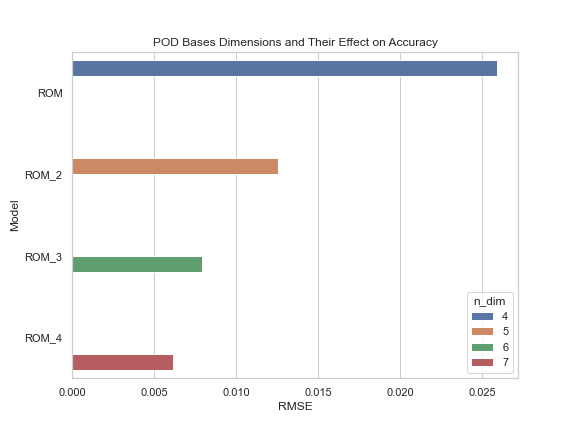 POD Bases Dimensions and Their Effect on Accuracy
ROM
ROM_2
ROM_3
ROM_4
Model
n_dim
4
5
6
7
0.000 0.005 0.010 0.015 0.020 0.025
RMSE